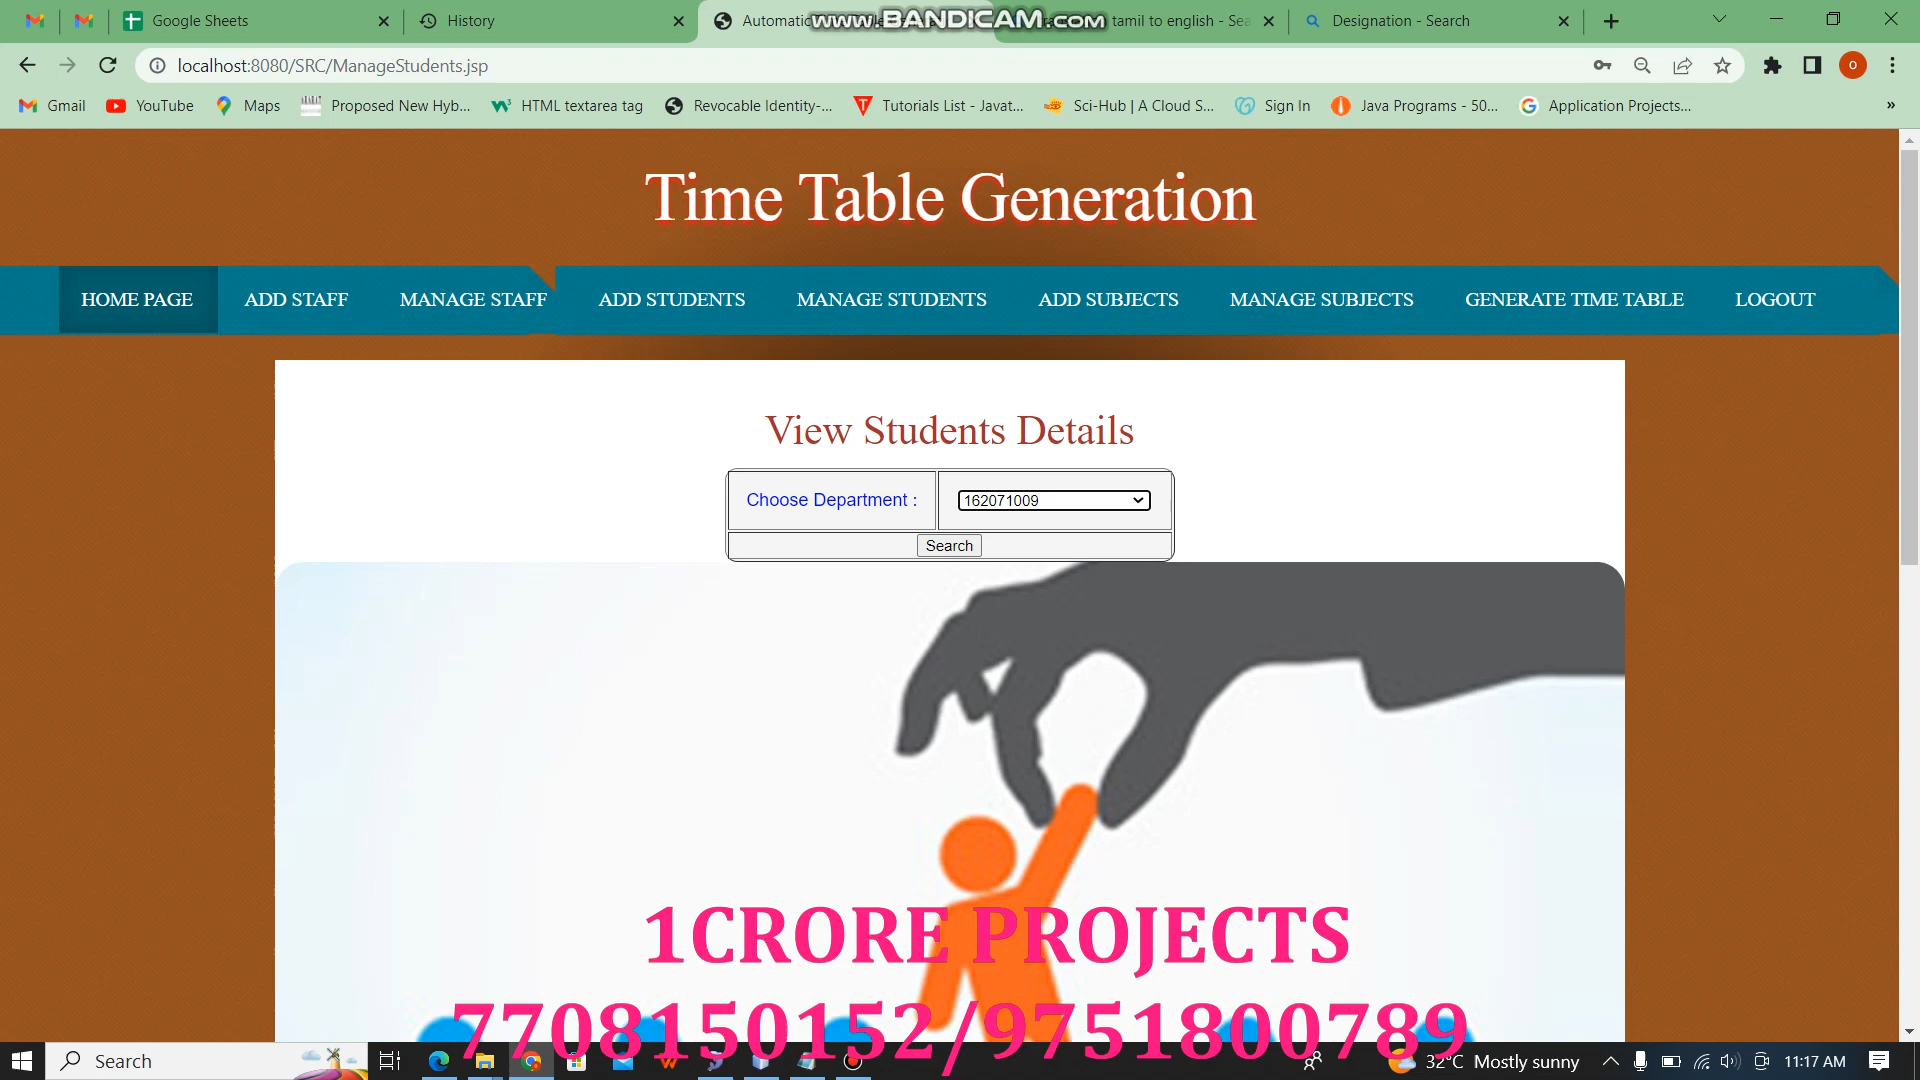 Google Sheets
History
Automatic
WWW.BANDICAM.COM
tamil to english - Sea
Designation - Search
localhost:8080/SRC/ManageStudents.jsp
O
Gmail
YouTube
Maps
Proposed New Hyb...
HTML textarea tag
Revocable Identity-...
Tutorials List - Javat...
Sci-Hub | A Cloud S...
Sign In
Java Programs - 50...
Application Projects...
»
Time Table Generation
HOME PAGE
ADD STAFF
MANAGE STAFF
ADD STUDENTS
MANAGE STUDENTS
ADD SUBJECTS
MANAGE SUBJECTS
GENERATE TIME TABLE
LOGOUT
View Students Details
Choose Department :
162071009
Search
1CRORE PROJECTS
7708150152/9751800789
Search
32°C Mostly sunny
11:17 AM